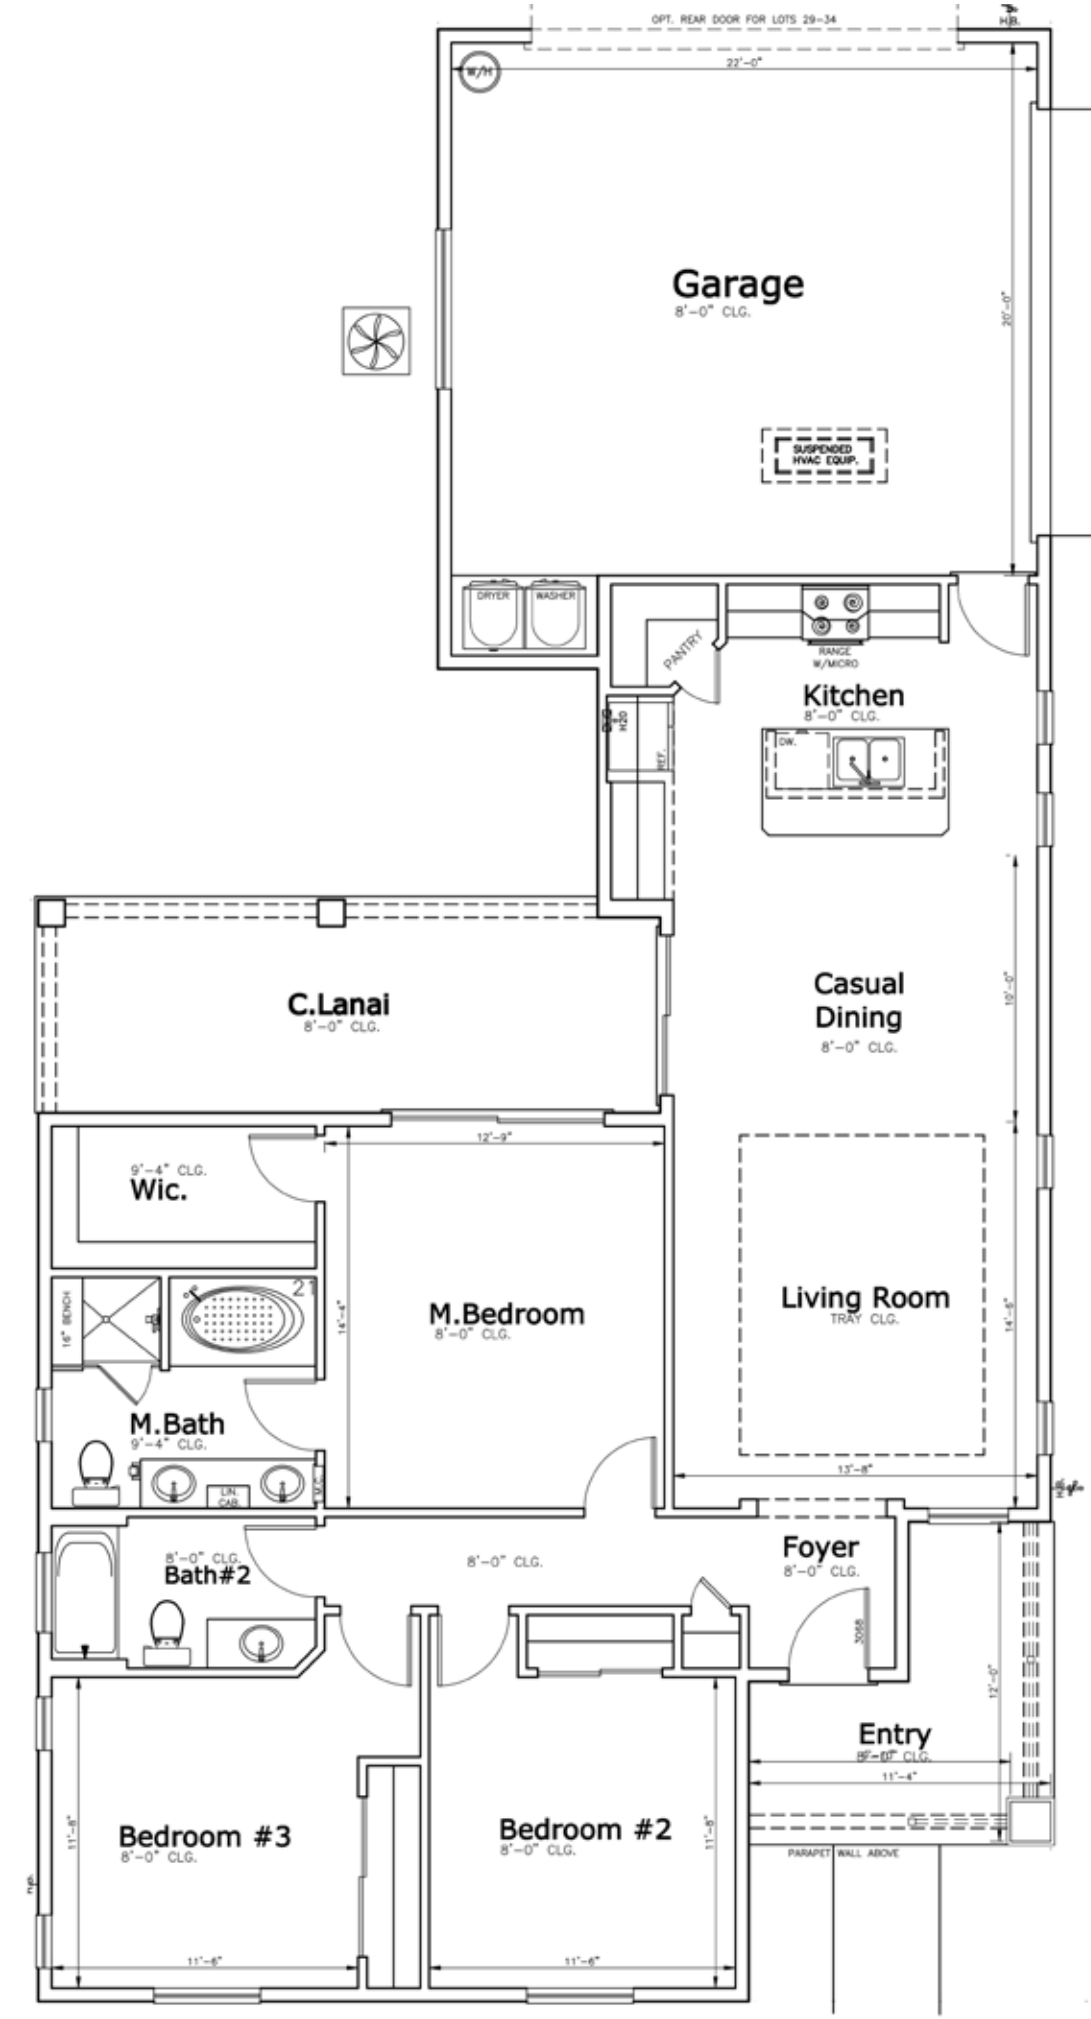 OPT. REAR DOOR FOR LOTS 29-34
H.B.
W/H
22'-0"
Garage
8'-0" CLG.
20'-0"
SUSPENDED
HVAC EQUIP.
DRYER
WASHER
PANTRY
RANGE
W/MICRO
Kitchen
8'-0" CLG.
H2O
REF.
DW.
10'-0"
Casual
Dining
8'-0" CLG.
C.Lanai
8'-0" CLG.
12'-9"
9'-4" CLG.
Wic.
16" BENCH
21
14'-4"
M.Bedroom
8'-0" CLG.
Living Room
TRAY CLG.
14'-6"
M.Bath
9'-4" CLG.
LIN.
CAB.
M.C.
13'-8"
H.B.
8'-0" CLG.
Bath#2
8'-0" CLG.
Foyer
8'-0" CLG.
3068
12'-0"
Entry
CLG.
11'-4"
11'-8"
Bedroom #3
8'-0" CLG.
Bedroom #2
8'-0" CLG.
11'-8"
PARAPET WALL ABOVE
11'-6"
11'-6"